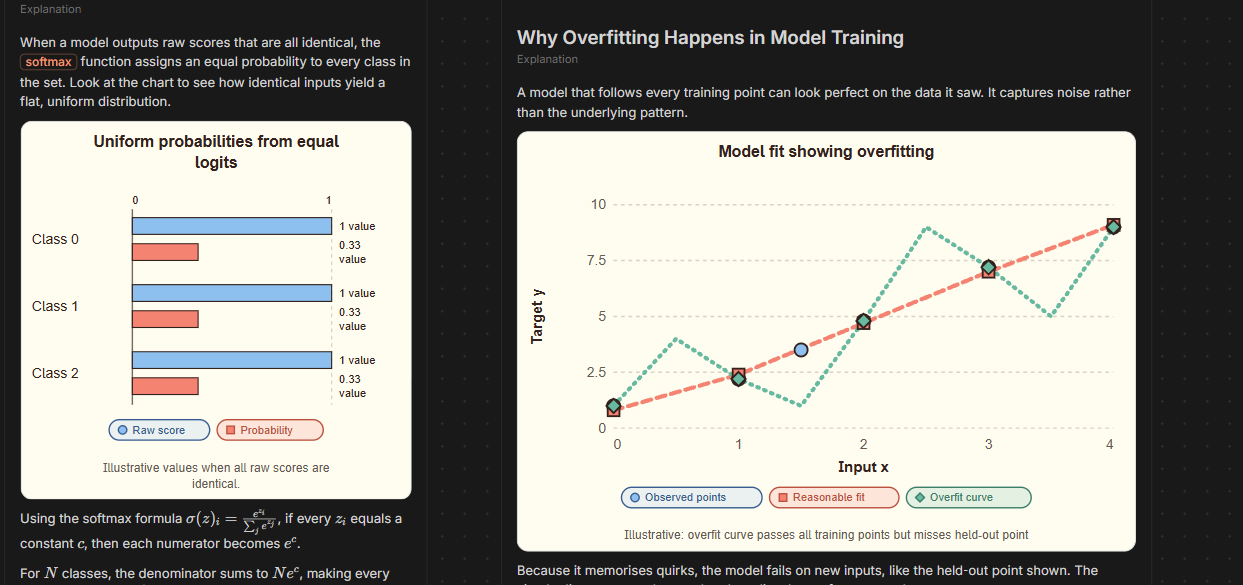 Explanation
When a model outputs raw scores that are all identical, the
softmax function assigns an equal probability to every class in
the set. Look at the chart to see how identical inputs yield a
flat, uniform distribution.
Uniform probabilities from equal
logits
0 1
Class 0
1 value
0.33
value
Class 1
1 value
0.33
value
Class 2
1 value
0.33
value
Raw score Probability
Illustrative values when all raw scores are
identical.
Using the softmax formula σ(z)ᵢ = e^{zᵢ} / ∑ⱼ e^{zⱼ}, if every zᵢ equals a
constant c, then each numerator becomes eᶜ.
For N classes, the denominator sums to Neᶜ, making every
Why Overfitting Happens in Model Training
Explanation
A model that follows every training point can look perfect on the data it saw. It captures noise rather
than the underlying pattern.
Model fit showing overfitting
10
7.5
5
2.5
0
Target y
0 1 2 3 4
Input x
Observed points Reasonable fit Overfit curve
Illustrative: overfit curve passes all training points but misses held-out point
Because it memorises quirks, the model fails on new inputs, like the held-out point shown. The